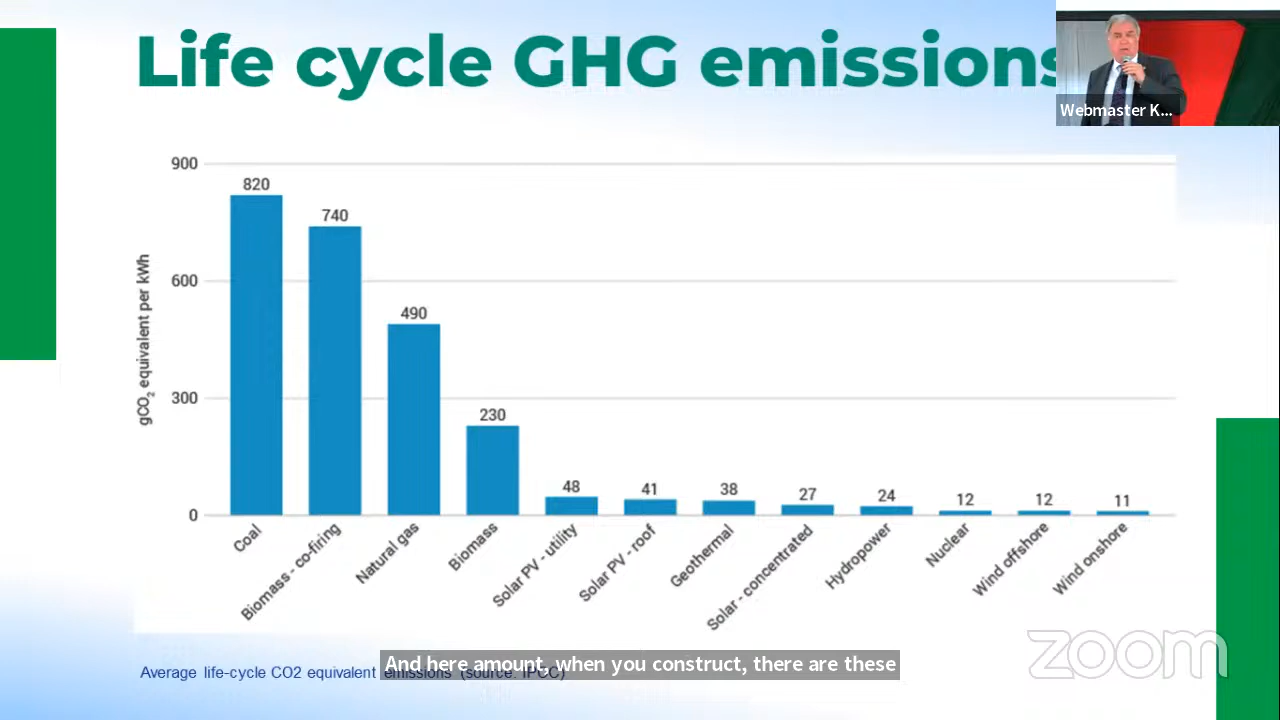 Life cycle GHG emissions
Webmaster K...
gCO₂ equivalent per kWh
900
600
300
0
820
740
490
230
48
41
38
27
24
12
12
11
Coal
Biomass - co-firing
Natural gas
Biomass
Solar PV - utility
Solar PV - roof
Geothermal
Solar - concentrated
Hydropower
Nuclear
Wind offshore
Wind onshore
Average life-cycle CO2 equivalent emissions (source: IPCC)
And here amount, when you construct, there are these
zoom